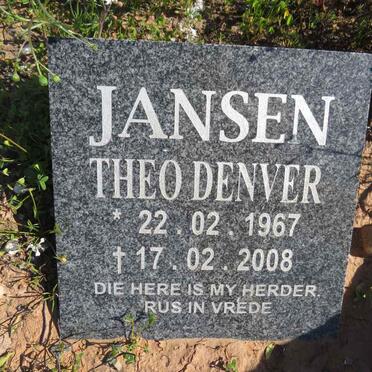 JANSEN
THEO DENVER
* 22 . 02 . 1967
† 17 . 02 . 2008
DIE HERE IS MY HERDER.
RUS IN VREDE